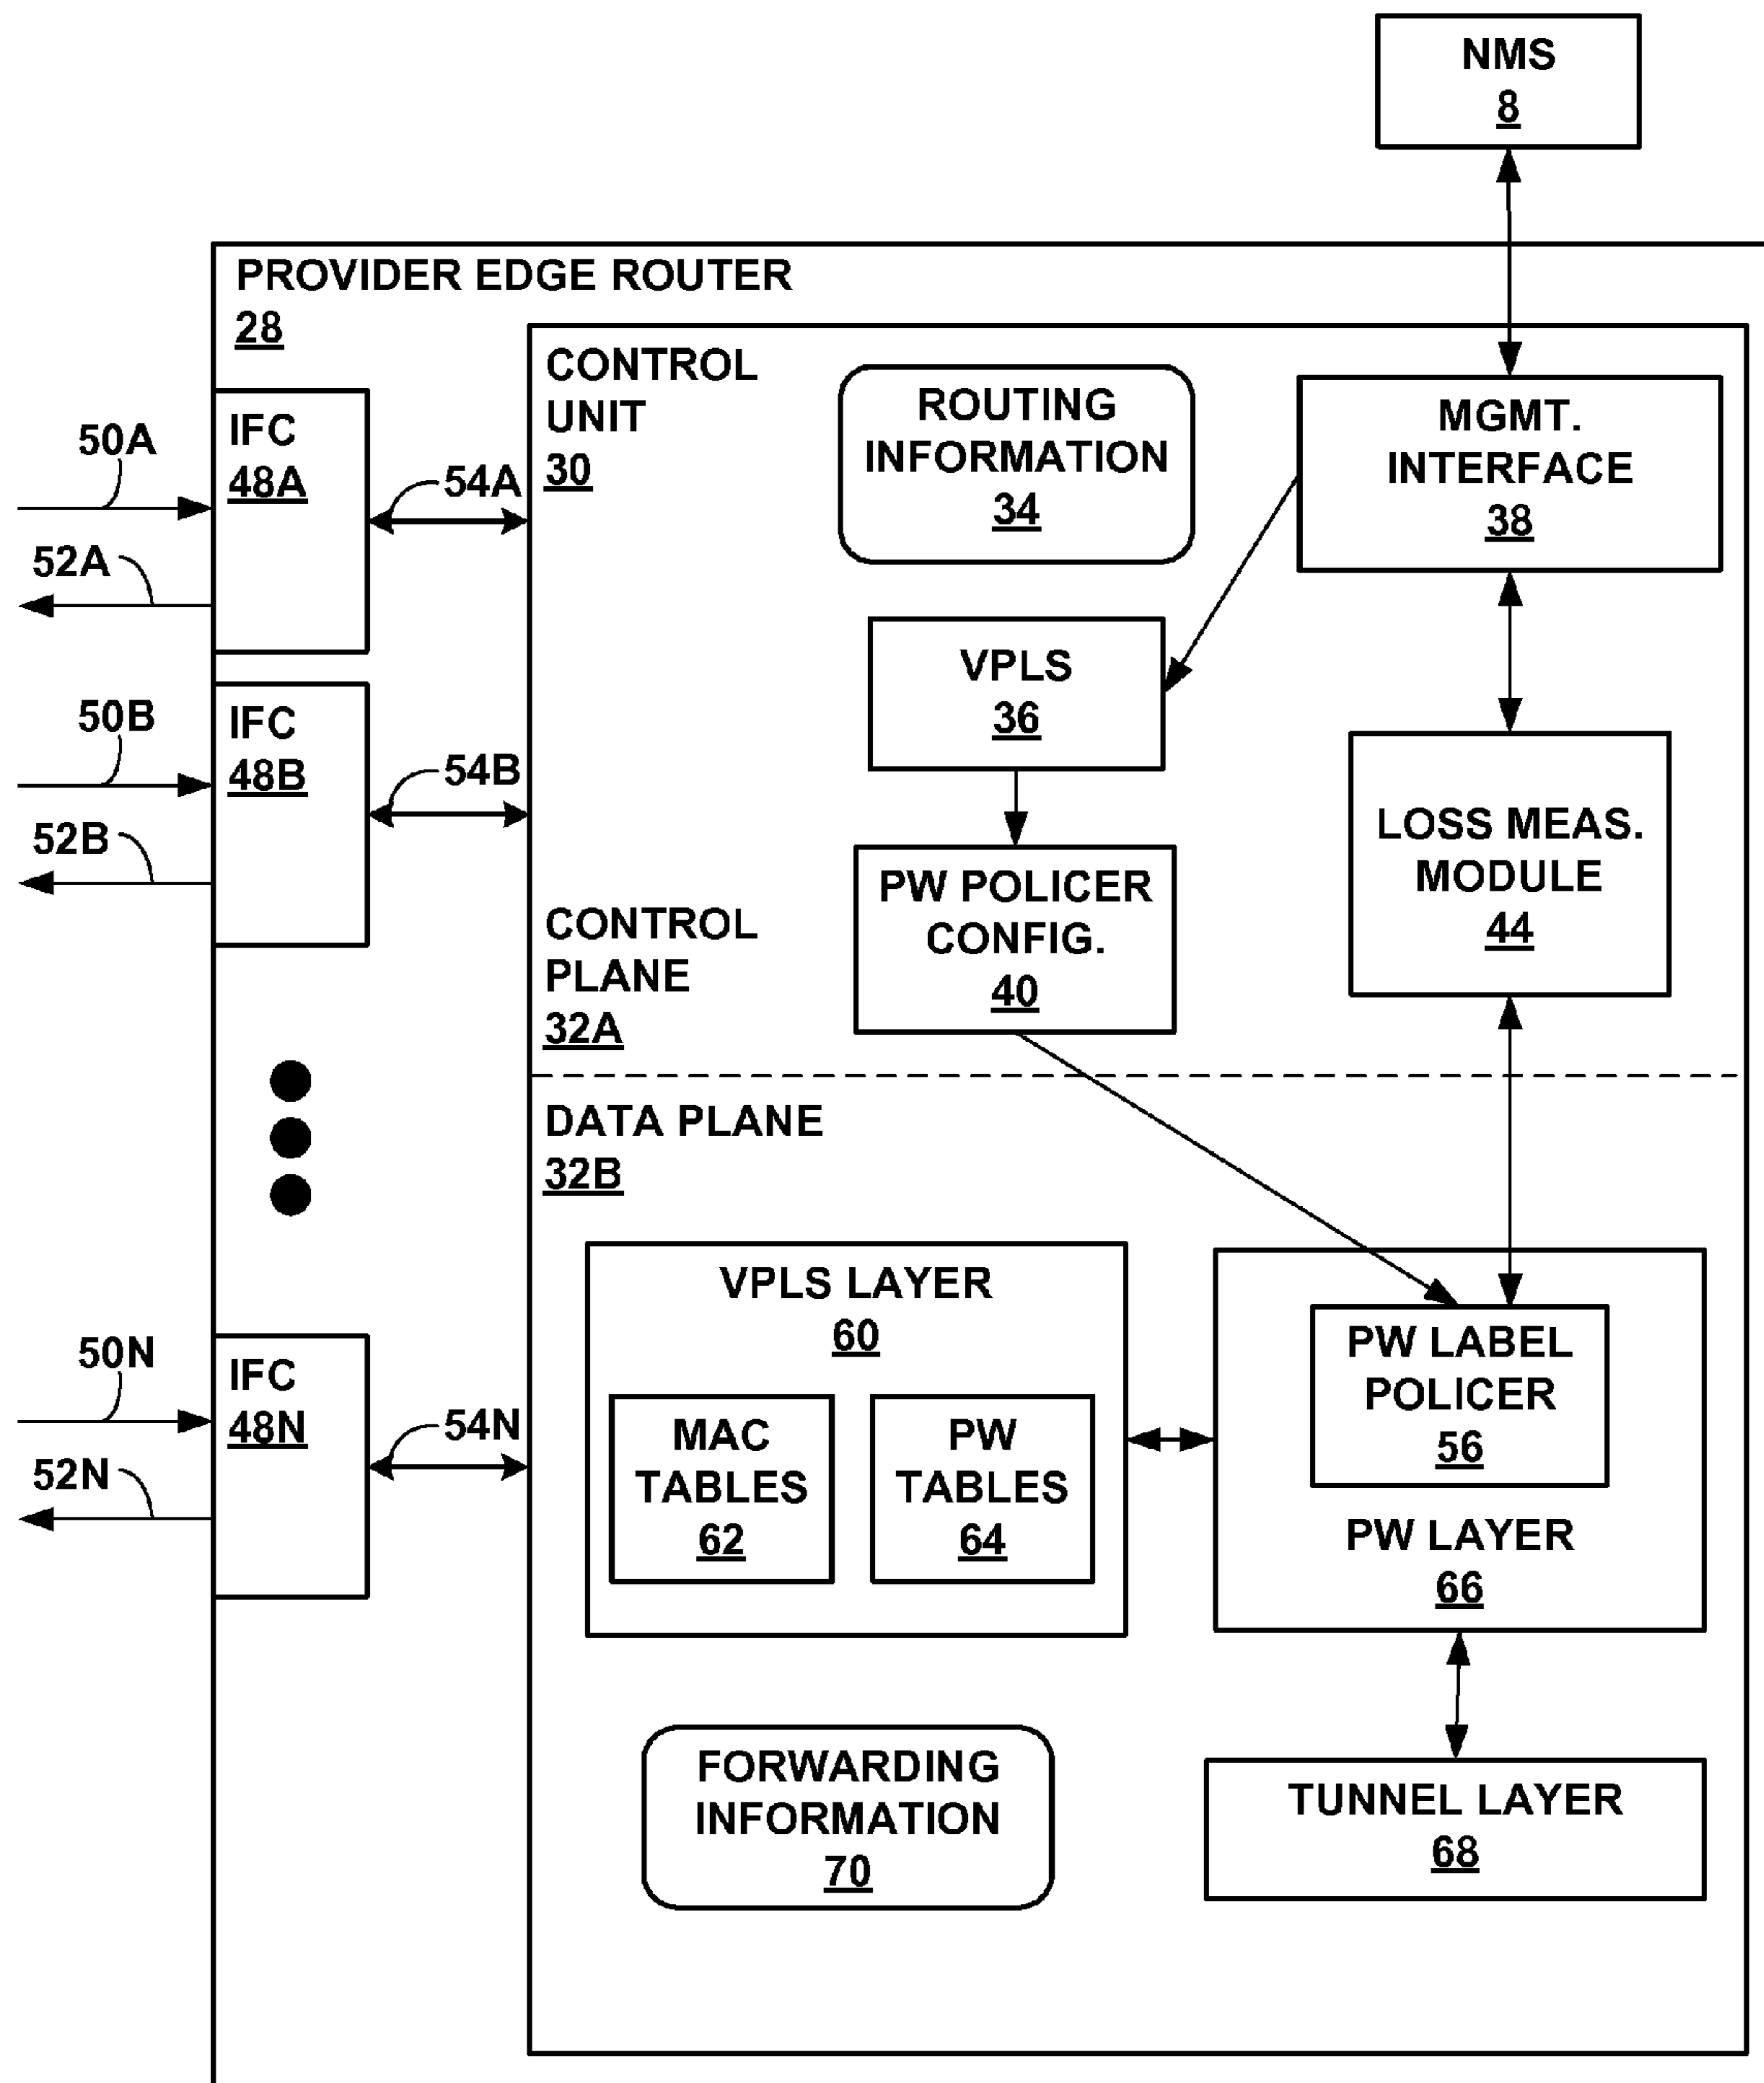 NMS
8
PROVIDER EDGE ROUTER
28
CONTROL
UNIT
30
ROUTING
INFORMATION
34
MGMT.
INTERFACE
38
IFC
48A
50A
52A
54A
VPLS
36
IFC
48B
50B
52B
54B
LOSS MEAS.
MODULE
44
PW POLICER
CONFIG.
40
CONTROL
PLANE
32A
DATA PLANE
32B
VPLS LAYER
60
MAC
TABLES
62
PW
TABLES
64
PW LABEL
POLICER
56
PW LAYER
66
IFC
48N
50N
52N
54N
FORWARDING
INFORMATION
70
TUNNEL LAYER
68